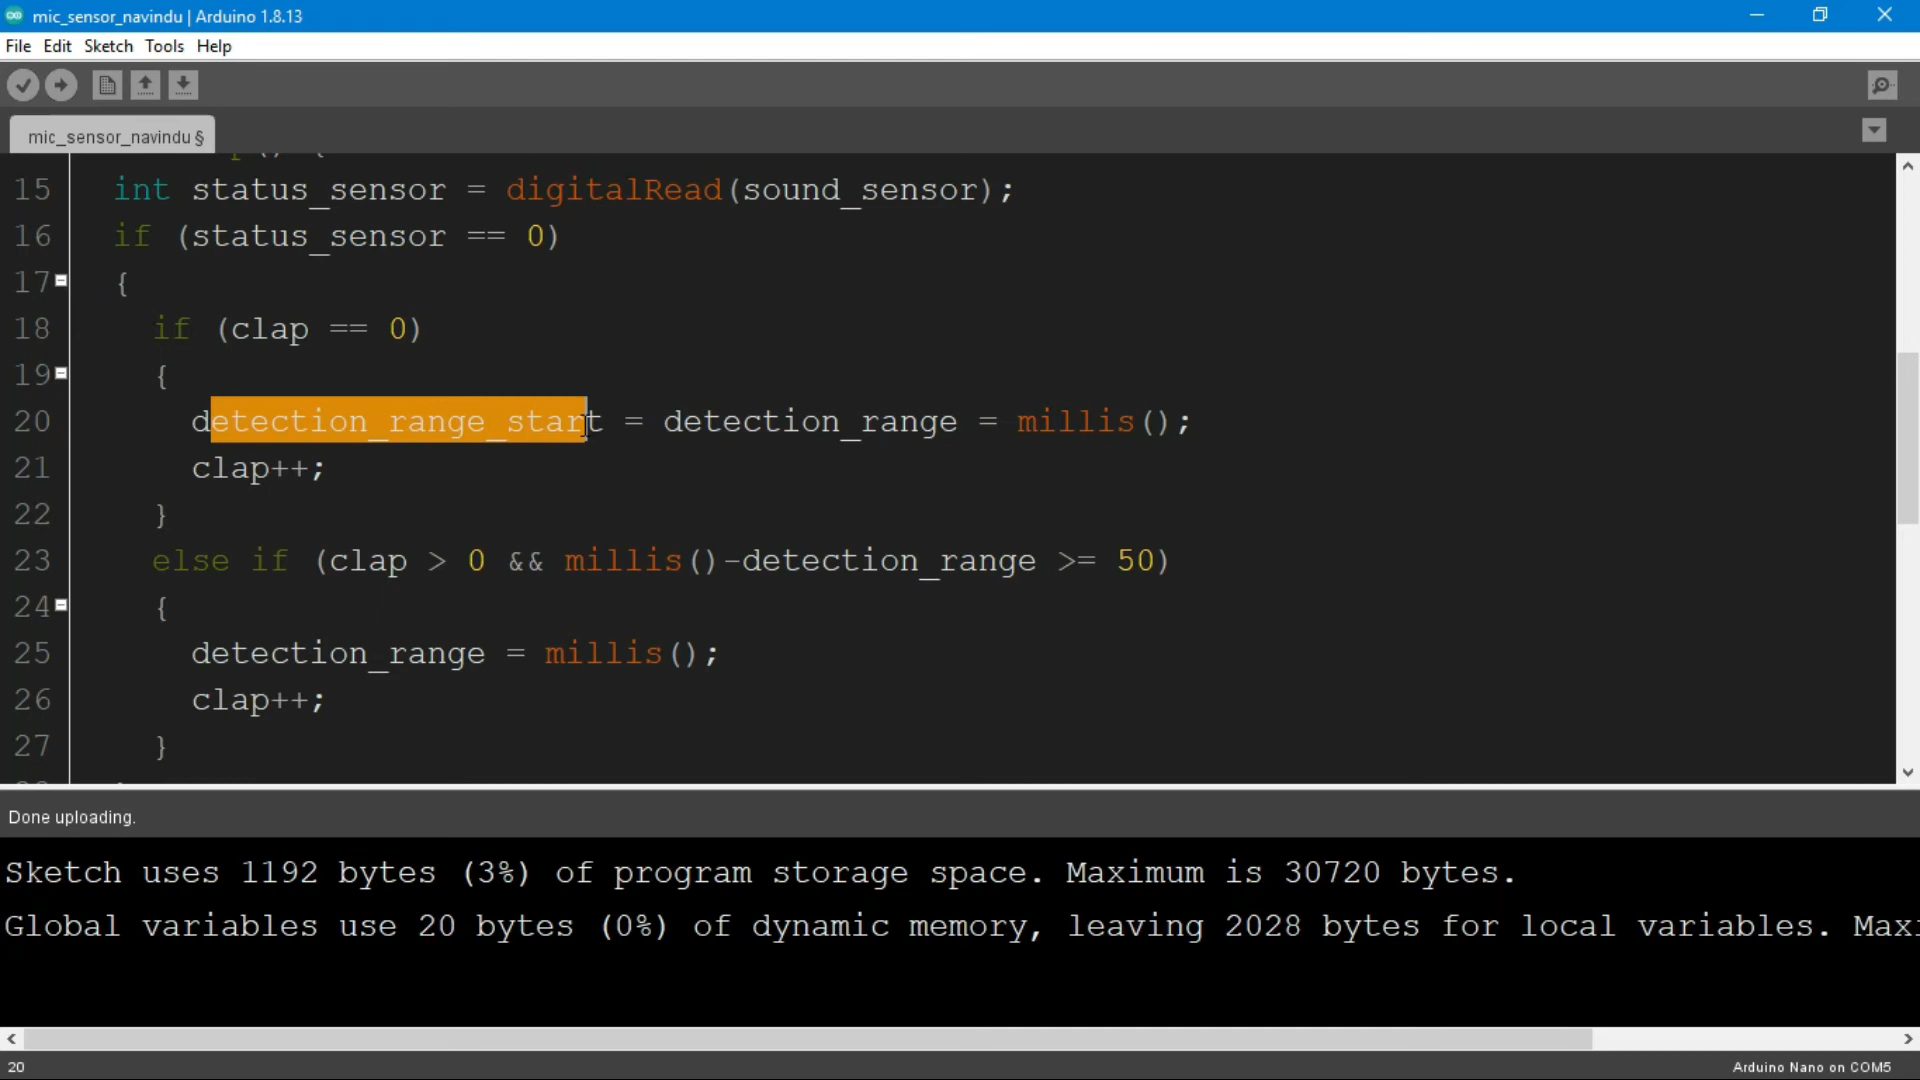 mic_sensor_navindu | Arduino 1.8.13
File Edit Sketch Tools Help
mic_sensor_navindu §
15 int status_sensor = digitalRead(sound_sensor);
16 if (status_sensor == 0)
17 {
18 if (clap == 0)
19 {
20 detection_range_start = detection_range = millis();
21 clap++;
22 }
23 else if (clap > 0 && millis()-detection_range >= 50)
24 {
25 detection_range = millis();
26 clap++;
27 }
Done uploading.
Sketch uses 1192 bytes (3%) of program storage space. Maximum is 30720 bytes.
Global variables use 20 bytes (0%) of dynamic memory, leaving 2028 bytes for local variables. Maxi
20
Arduino Nano on COM5